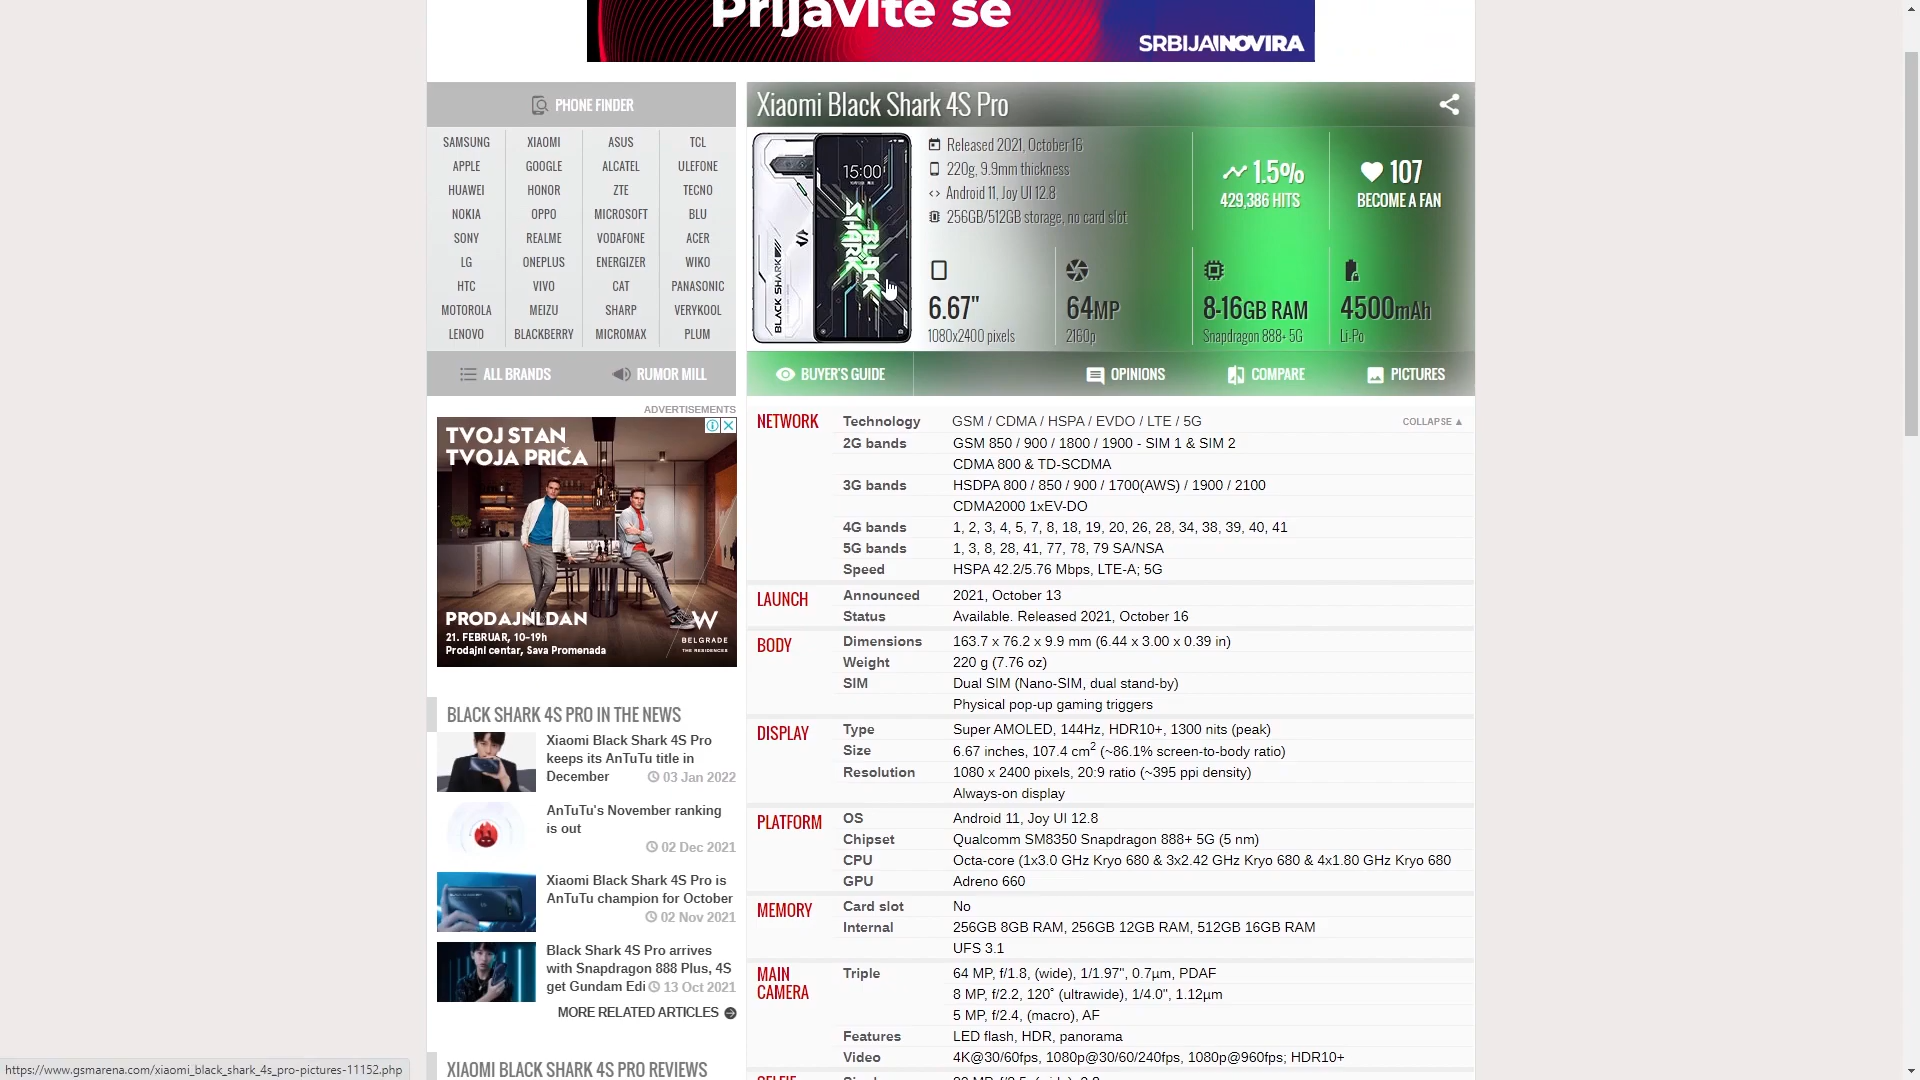 Prijavite se
SRBIJAINOVIRA
PHONE FINDER
SAMSUNG XIAOMI ASUS TCL
APPLE GOOGLE ALCATEL ULEFONE
HUAWEI HONOR ZTE TECNO
NOKIA OPPO MICROSOFT BLU
SONY REALME VODAFONE ACER
LG ONEPLUS ENERGIZER WIKO
HTC VIVO CAT PANASONIC
MOTOROLA MEIZU SHARP VERYKOOL
LENOVO BLACKBERRY MICROMAX PLUM
ALL BRANDS RUMOR MILL
Xiaomi Black Shark 4S Pro
15:00
BLACK SHARK
BLACK SHARK
Released 2021, October 16
220g, 9.9mm thickness
Android 11, Joy UI 12.8
256GB/512GB storage, no card slot
1.5%
429,386 HITS
107
BECOME A FAN
6.67"
1080x2400 pixels
64MP
2160p
8-16GB RAM
Snapdragon 888+ 5G
4500mAh
Li-Po
BUYER'S GUIDE OPINIONS COMPARE PICTURES
ADVERTISEMENTS
TVOJ STAN
TVOJA PRIČA
PRODAJNI DAN
21. FEBRUAR, 10-19h
Prodajni centar, Sava Promenada
W
BELGRADE
THE RESIDENCES
BLACK SHARK 4S PRO IN THE NEWS
Xiaomi Black Shark 4S Pro
keeps its AnTuTu title in
December 03 Jan 2022
AnTuTu's November ranking
is out
02 Dec 2021
Xiaomi Black Shark 4S Pro is
AnTuTu champion for October
02 Nov 2021
Black Shark 4S Pro arrives
with Snapdragon 888 Plus, 4S
get Gundam Edi 13 Oct 2021
MORE RELATED ARTICLES
XIAOMI BLACK SHARK 4S PRO REVIEWS
NETWORK Technology GSM / CDMA / HSPA / EVDO / LTE / 5G COLLAPSE ▲
2G bands GSM 850 / 900 / 1800 / 1900 - SIM 1 & SIM 2
CDMA 800 & TD-SCDMA
3G bands HSDPA 800 / 850 / 900 / 1700(AWS) / 1900 / 2100
CDMA2000 1xEV-DO
4G bands 1, 2, 3, 4, 5, 7, 8, 18, 19, 20, 26, 28, 34, 38, 39, 40, 41
5G bands 1, 3, 8, 28, 41, 77, 78, 79 SA/NSA
Speed HSPA 42.2/5.76 Mbps, LTE-A; 5G
LAUNCH Announced 2021, October 13
Status Available. Released 2021, October 16
BODY Dimensions 163.7 x 76.2 x 9.9 mm (6.44 x 3.00 x 0.39 in)
Weight 220 g (7.76 oz)
SIM Dual SIM (Nano-SIM, dual stand-by)
Physical pop-up gaming triggers
DISPLAY Type Super AMOLED, 144Hz, HDR10+, 1300 nits (peak)
Size 6.67 inches, 107.4 cm2 (~86.1% screen-to-body ratio)
Resolution 1080 x 2400 pixels, 20:9 ratio (~395 ppi density)
Always-on display
PLATFORM OS Android 11, Joy UI 12.8
Chipset Qualcomm SM8350 Snapdragon 888+ 5G (5 nm)
CPU Octa-core (1x3.0 GHz Kryo 680 & 3x2.42 GHz Kryo 680 & 4x1.80 GHz Kryo 680
GPU Adreno 660
MEMORY Card slot No
Internal 256GB 8GB RAM, 256GB 12GB RAM, 512GB 16GB RAM
UFS 3.1
MAIN CAMERA Triple 64 MP, f/1.8, (wide), 1/1.97", 0.7µm, PDAF
8 MP, f/2.2, 120˚ (ultrawide), 1/4.0", 1.12µm
5 MP, f/2.4, (macro), AF
Features LED flash, HDR, panorama
Video 4K@30/60fps, 1080p@30/60/240fps, 1080p@960fps; HDR10+
https://www.gsmarena.com/xiaomi_black_shark_4s_pro-pictures-11152.php